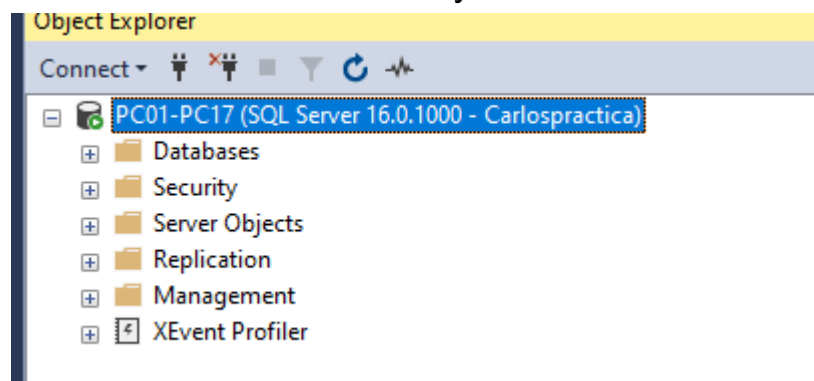 Object Explorer
Connect
PC01-PC17 (SQL Server 16.0.1000 - Carlospractica)
Databases
Security
Server Objects
Replication
Management
XEvent Profiler